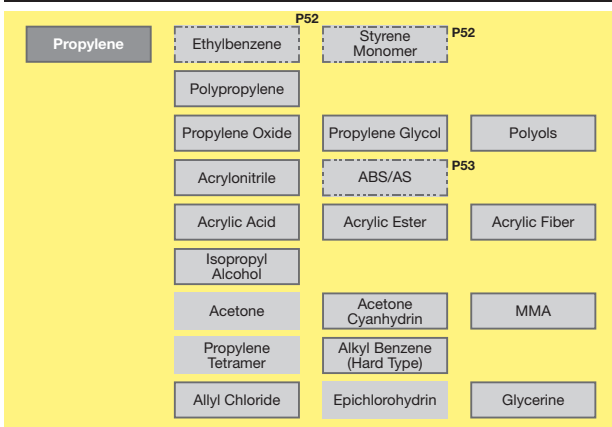 P52
Propylene
Ethylbenzene
Styrene
Monomer
P52
Polypropylene
Propylene Oxide
Propylene Glycol
Polyols
Acrylonitrile
ABS/AS
P53
Acrylic Acid
Acrylic Ester
Acrylic Fiber
Isopropyl
Alcohol
Acetone
Acetone
Cyanhydrin
MMA
Propylene
Tetramer
Alkyl Benzene
(Hard Type)
Allyl Chloride
Epichlorohydrin
Glycerine